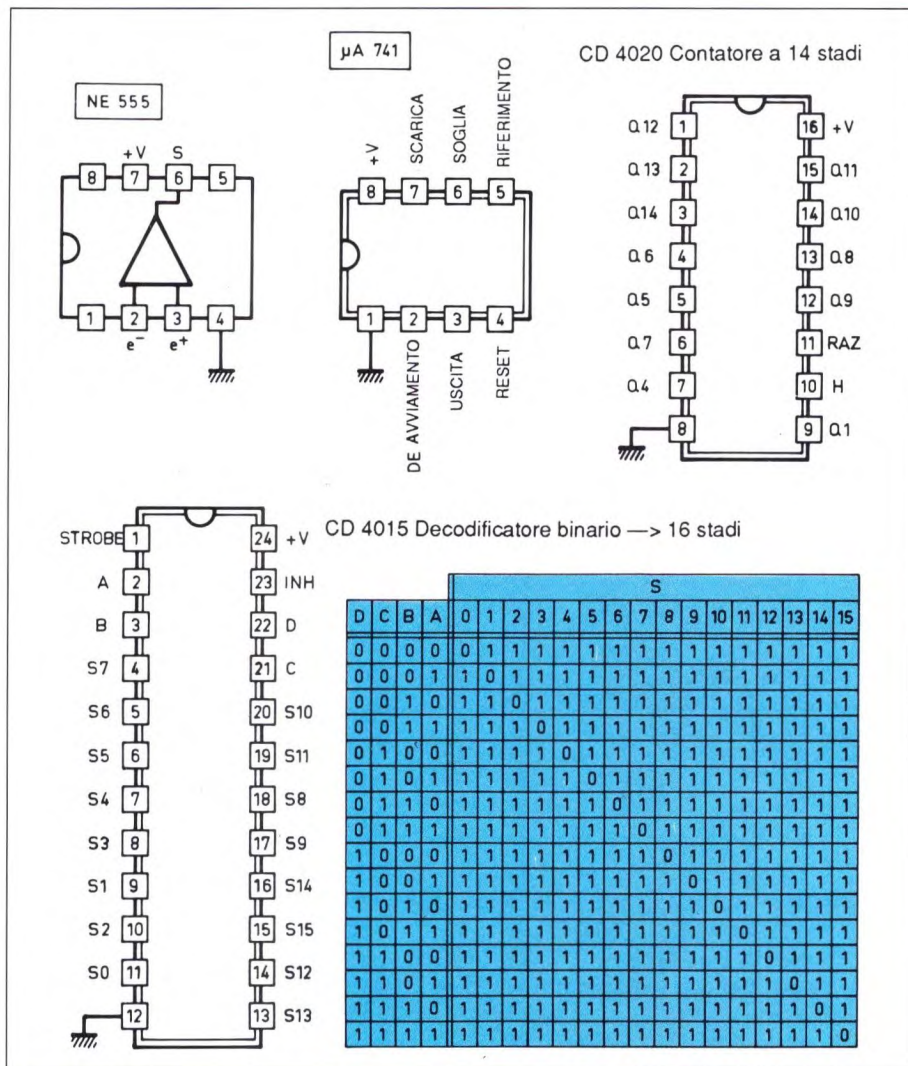 µA 741
CD 4020 Contatore a 14 stadi
NE 555
+V S
8 7 6 5
1 2 3 4
e- e+
+V SCARICA SOGLIA RIFERIMENTO
8 7 6 5
1 2 3 4
DE AVVIAMENTO USCITA RESET
Q12 1 16 +V
Q13 2 15 Q11
Q14 3 14 Q10
Q6 4 13 Q8
Q5 5 12 Q9
Q7 6 11 RAZ
Q4 7 10 H
8 9 Q1
CD 4015 Decodificatore binario —> 16 stadi
STROBE 1 24 +V
A 2 23 INH
B 3 22 D
S7 4 21 C
S6 5 20 S10
S5 6 19 S11
S4 7 18 S8
S3 8 17 S9
S1 9 16 S14
S2 10 15 S15
S0 11 14 S12
12 13 S13
S
D C B A 0 1 2 3 4 5 6 7 8 9 10 11 12 13 14 15
0 0 0 0 0 1 1 1 1 1 1 1 1 1 1 1 1 1 1 1
0 0 0 1 1 0 1 1 1 1 1 1 1 1 1 1 1 1 1 1
0 0 1 0 1 1 0 1 1 1 1 1 1 1 1 1 1 1 1 1
0 0 1 1 1 1 1 0 1 1 1 1 1 1 1 1 1 1 1 1
0 1 0 0 1 1 1 1 0 1 1 1 1 1 1 1 1 1 1 1
0 1 0 1 1 1 1 1 1 0 1 1 1 1 1 1 1 1 1 1
0 1 1 0 1 1 1 1 1 1 0 1 1 1 1 1 1 1 1 1
0 1 1 1 1 1 1 1 1 1 1 0 1 1 1 1 1 1 1 1
1 0 0 0 1 1 1 1 1 1 1 1 0 1 1 1 1 1 1 1
1 0 0 1 1 1 1 1 1 1 1 1 1 0 1 1 1 1 1 1
1 0 1 0 1 1 1 1 1 1 1 1 1 1 0 1 1 1 1 1
1 0 1 1 1 1 1 1 1 1 1 1 1 1 1 0 1 1 1 1
1 1 0 0 1 1 1 1 1 1 1 1 1 1 1 1 0 1 1 1
1 1 0 1 1 1 1 1 1 1 1 1 1 1 1 1 1 0 1 1
1 1 1 0 1 1 1 1 1 1 1 1 1 1 1 1 1 1 0 1
1 1 1 1 1 1 1 1 1 1 1 1 1 1 1 1 1 1 1 0